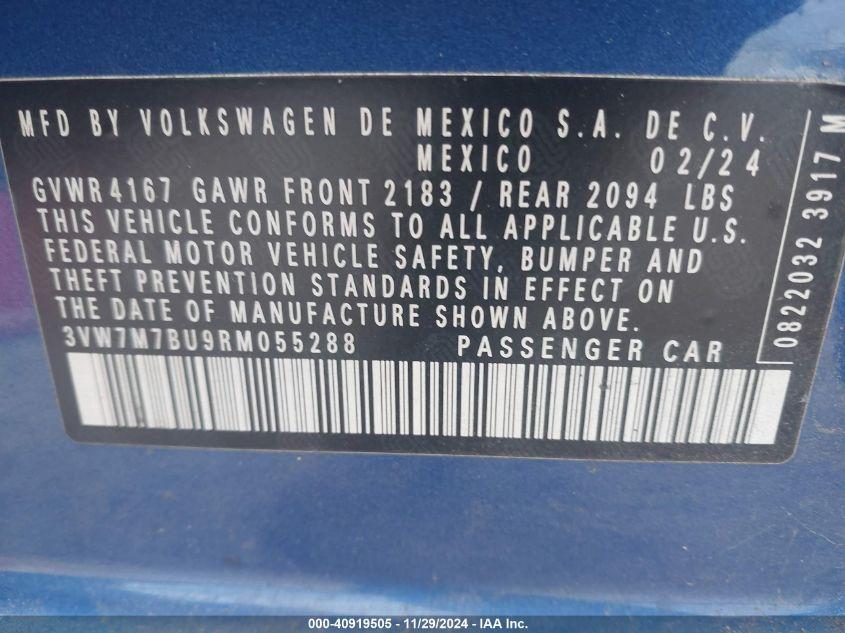 MFD BY VOLKSWAGEN DE MEXICO S.A. DE C.V.
MEXICO 02/24
GVWR 4167 GAWR FRONT 2183 / REAR 2094 LBS
THIS VEHICLE CONFORMS TO ALL APPLICABLE U.S.
FEDERAL MOTOR VEHICLE SAFETY, BUMPER AND
THEFT PREVENTION STANDARDS IN EFFECT ON
THE DATE OF MANUFACTURE SHOWN ABOVE.
3VW7M7BU9RM055288 PASSENGER CAR
0822032 3917 M
000-40919505 - 11/29/2024 - IAA Inc.